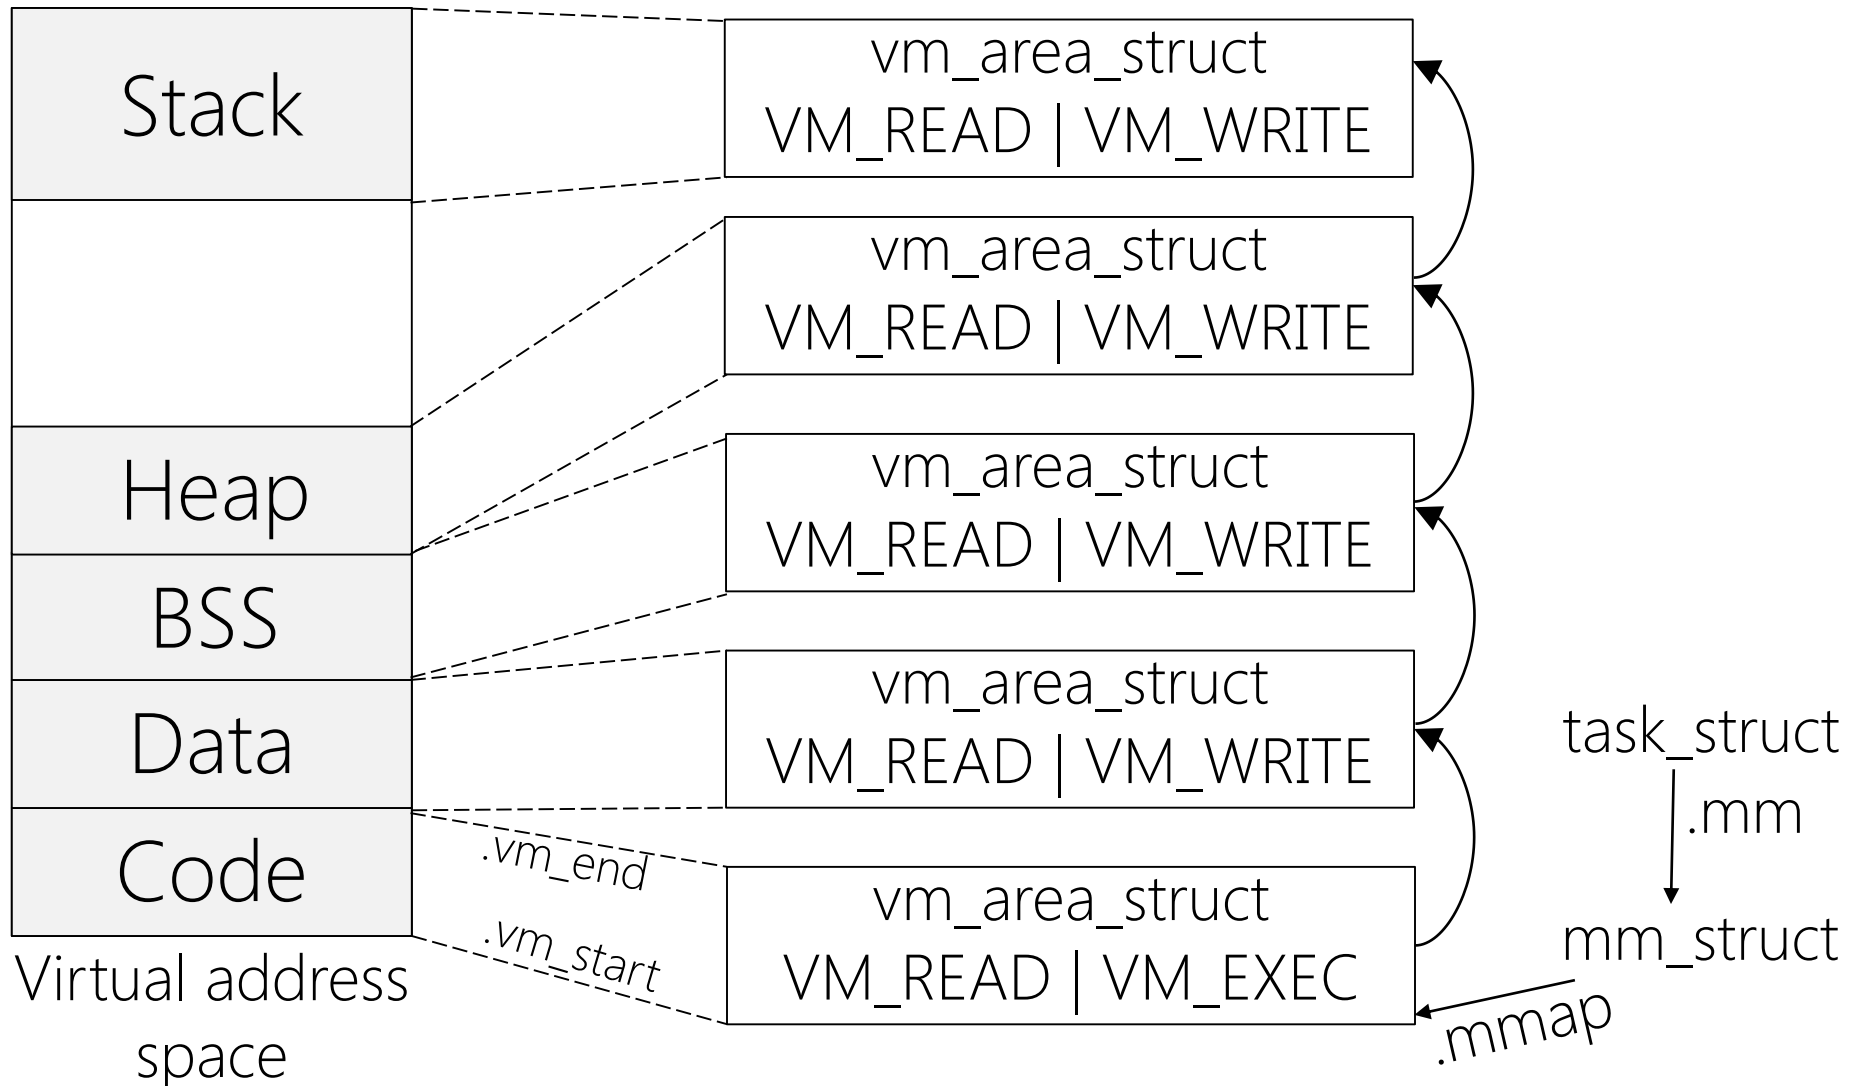 Stack
Heap
BSS
Data
Code
Virtual address
space
vm_area_struct
VM_READ | VM_WRITE
vm_area_struct
VM_READ | VM_WRITE
vm_area_struct
VM_READ | VM_WRITE
vm_area_struct
VM_READ | VM_WRITE
.vm_end
.vm_start
vm_area_struct
VM_READ | VM_EXEC
task_struct
.mm
mm_struct
.mmap